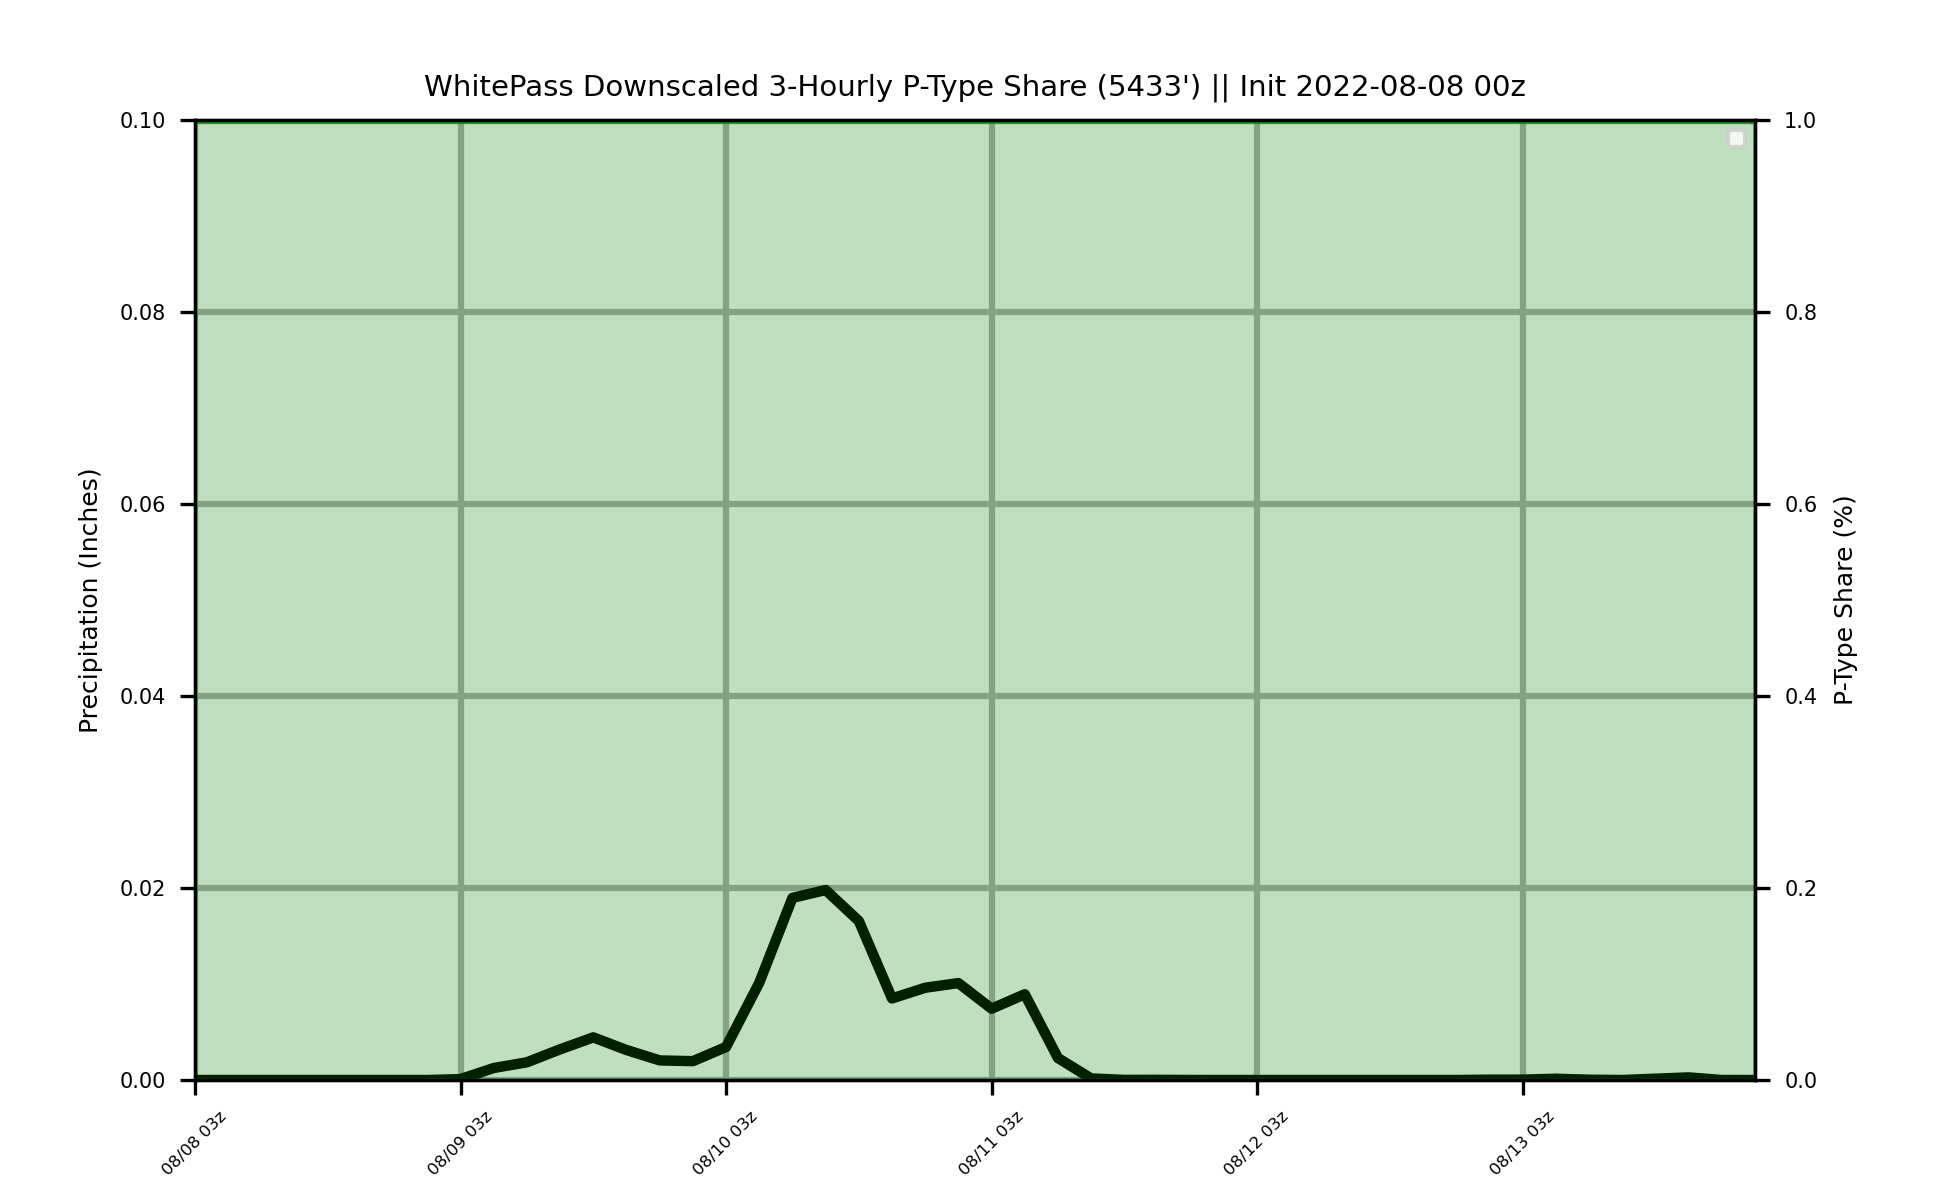 WhitePass Downscaled 3-Hourly P-Type Share (5433') || Init 2022-08-08 00z
0.10
0.08
0.06
0.04
0.02
0.00
Precipitation (Inches)
1.0
0.8
0.6
0.4
0.2
0.0
P-Type Share (%)
08/08 03z
08/09 03z
08/10 03z
08/11 03z
08/12 03z
08/13 03z